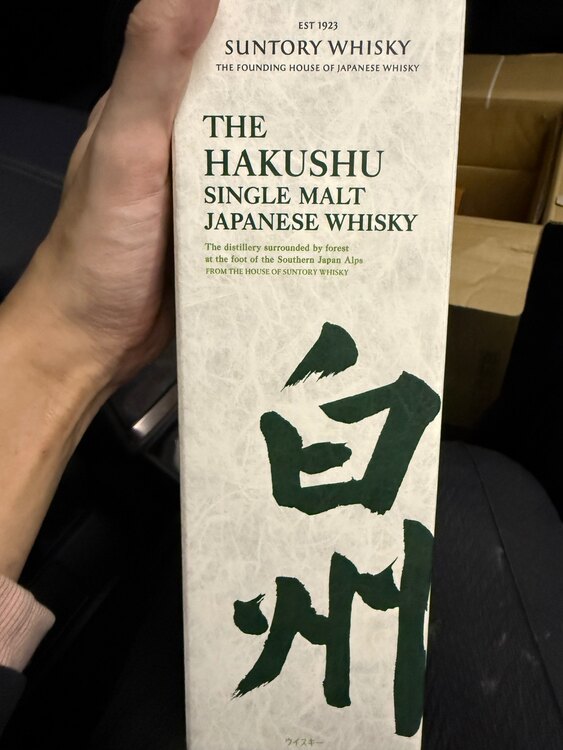 EST 1923
SUNTORY WHISKY
THE FOUNDING HOUSE OF JAPANESE WHISKY
THE
HAKUSHU
SINGLE MALT
JAPANESE WHISKY
The distillery surrounded by forest
at the foot of the Southern Japan Alps
FROM THE HOUSE OF SUNTORY WHISKY
白
州
ウイスキー